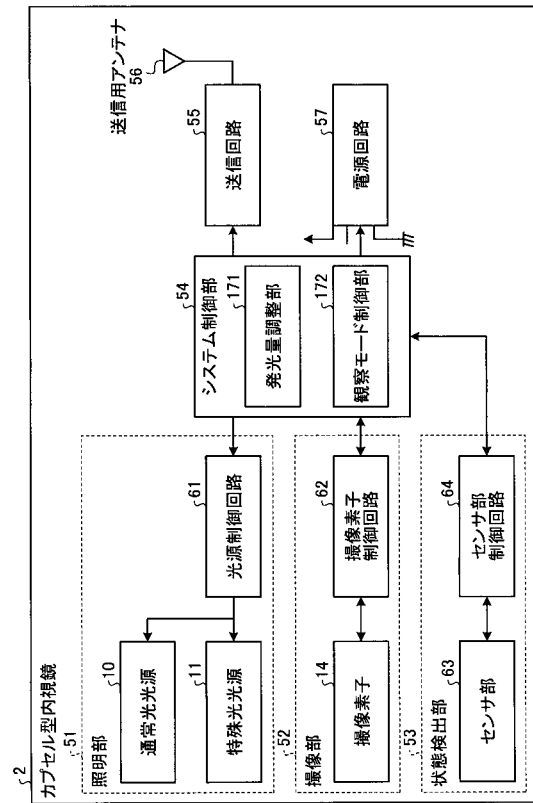 2
カプセル型内視鏡
51
照明部
10
通常光光源
11
特殊光光源
61
光源制御回路
52
撮像部
14
撮像素子
62
撮像素子
制御回路
53
状態検出部
63
センサ部
64
センサ部
制御回路
54
システム制御部
171
発光量調整部
172
観察モード制御部
55
送信回路
送信用アンテナ
56
57
電源回路